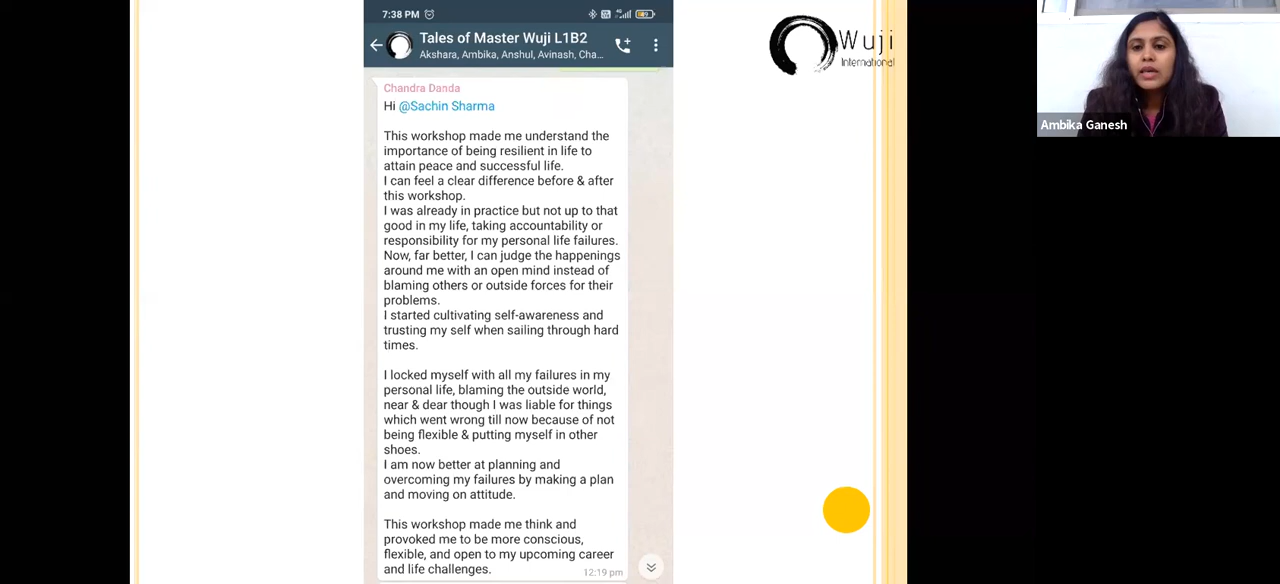 7:38 PM
Tales of Master Wuji L1B2
Akshara, Ambika, Anshul, Avinash, Cha...
Chandra Danda
Hi @Sachin Sharma
This workshop made me understand the
importance of being resilient in life to
attain peace and successful life.
I can feel a clear difference before & after
this workshop.
I was already in practice but not up to that
good in my life, taking accountability or
responsibility for my personal life failures.
Now, far better, I can judge the happenings
around me with an open mind instead of
blaming others or outside forces for their
problems.
I started cultivating self-awareness and
trusting my self when sailing through hard
times.
I locked myself with all my failures in my
personal life, blaming the outside world,
near & dear though I was liable for things
which went wrong till now because of not
being flexible & putting myself in other
shoes.
I am now better at planning and
overcoming my failures by making a plan
and moving on attitude.
This workshop made me think and
provoked me to be more conscious,
flexible, and open to my upcoming career
and life challenges.
12:19 pm
Wuji
International
Ambika Ganesh